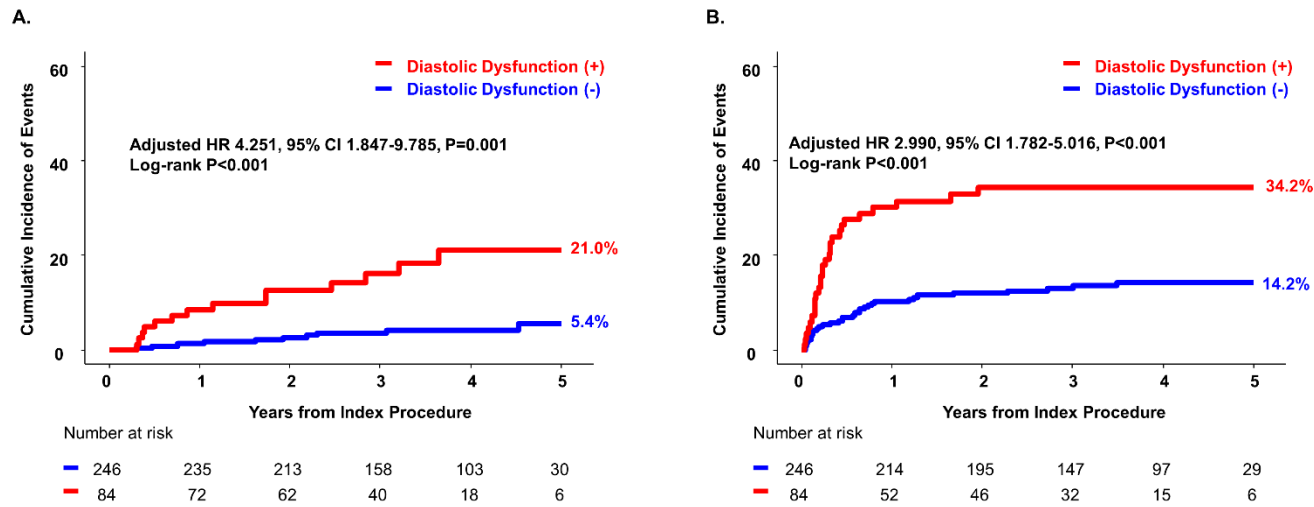 A.
60
40
20
0
Cumulative Incidence of Events
Diastolic Dysfunction (+)
Diastolic Dysfunction (-)
Adjusted HR 4.251, 95% CI 1.847-9.785, P=0.001
Log-rank P<0.001
21.0%
5.4%
0 1 2 3 4 5
Years from Index Procedure
Number at risk
246 235 213 158 103 30
84 72 62 40 18 6
B.
60
40
20
0
Cumulative Incidence of Events
Diastolic Dysfunction (+)
Diastolic Dysfunction (-)
Adjusted HR 2.990, 95% CI 1.782-5.016, P<0.001
Log-rank P<0.001
34.2%
14.2%
0 1 2 3 4 5
Years from Index Procedure
Number at risk
246 214 195 147 97 29
84 52 46 32 15 6